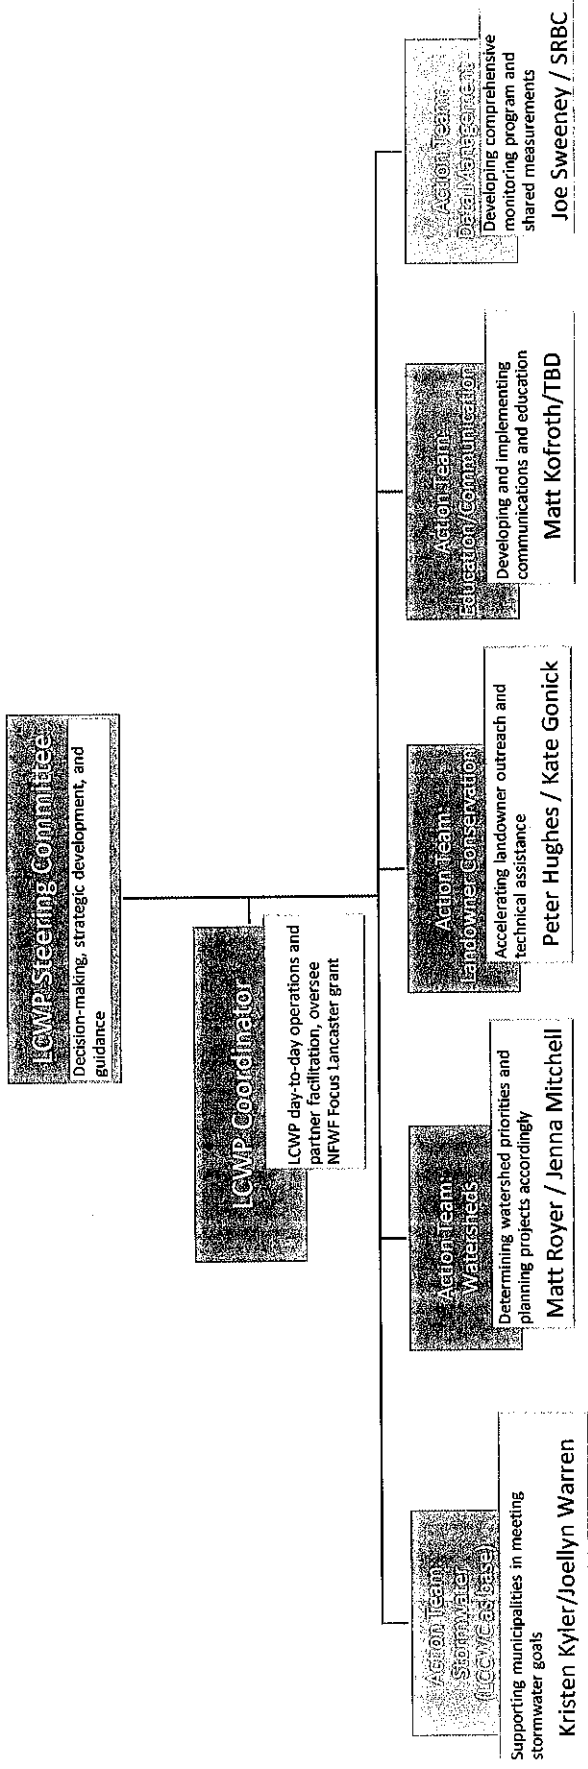 LCWP Steering Committee
Decision-making, strategic development, and
guidance
LCWP Coordinator
LCWP day-to-day operations and
partner facilitation, oversee
NFWF Focus Lancaster grant
Action Team:
Stormwater
(LCCWC as base)
Supporting municipalities in meeting
stormwater goals
Kristen Kyler/Joellyn Warren
Action Team:
Watersheds
Determining watershed priorities and
planning projects accordingly
Matt Royer / Jenna Mitchell
Action Team:
Landowner Conservation
Accelerating landowner outreach and
technical assistance
Peter Hughes / Kate Gonick
Action Team:
Education/Communication
Developing and implementing
communications and education
Matt Kofroth/TBD
Action Team:
Data Management
Developing comprehensive
monitoring program and
shared measurements
Joe Sweeney / SRBC